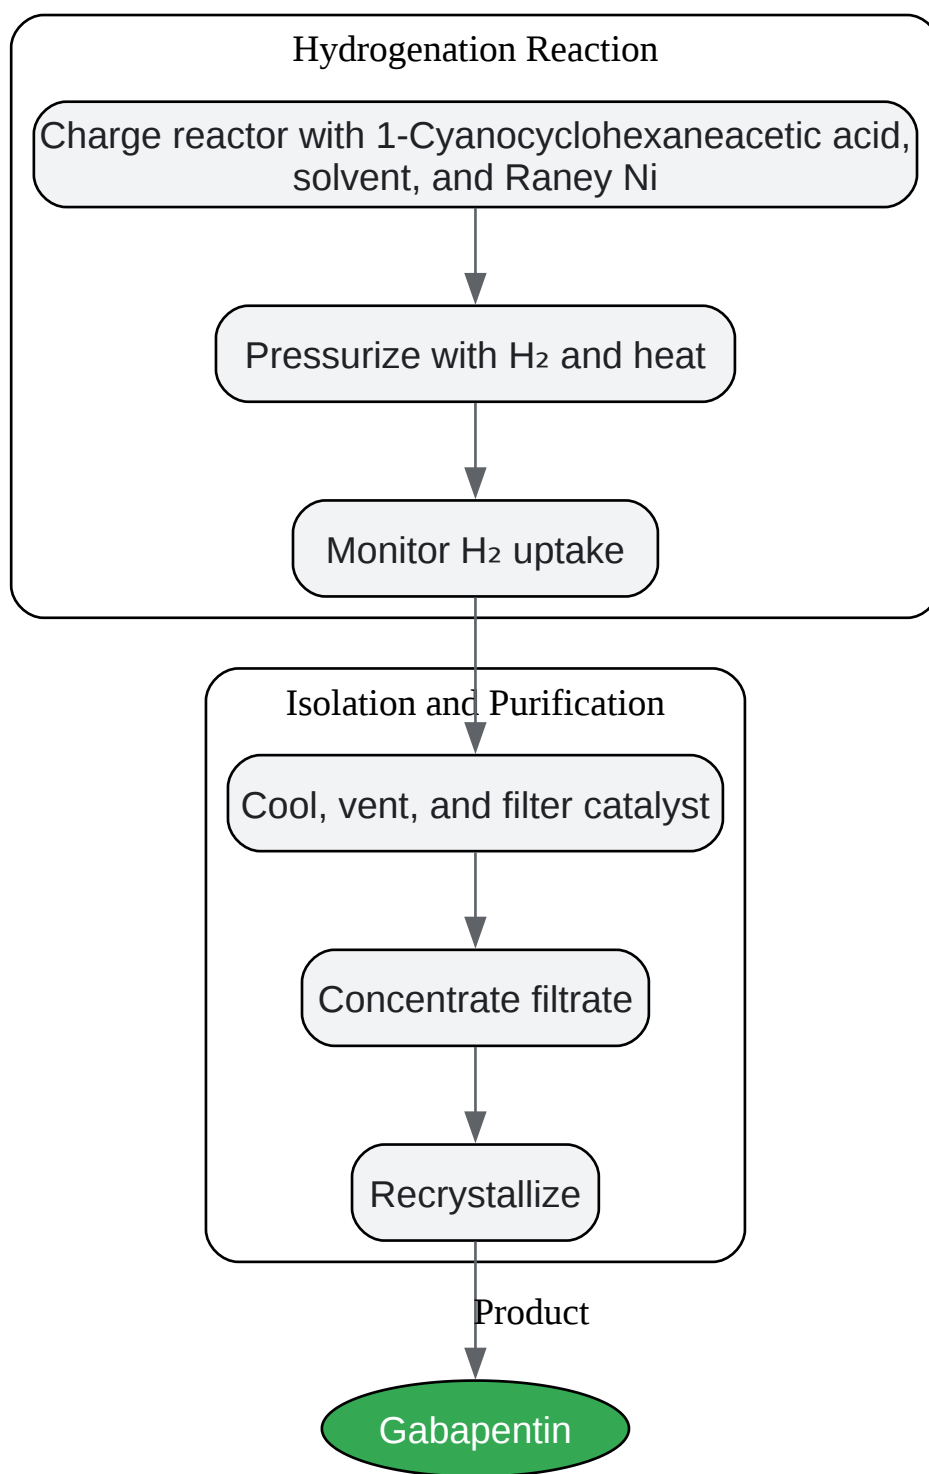 Hydrogenation Reaction
Charge reactor with 1-Cyanocyclohexaneacetic acid,
solvent, and Raney Ni
Pressurize with H₂ and heat
Monitor H₂ uptake
Isolation and Purification
Cool, vent, and filter catalyst
Concentrate filtrate
Recrystallize
Product
Gabapentin